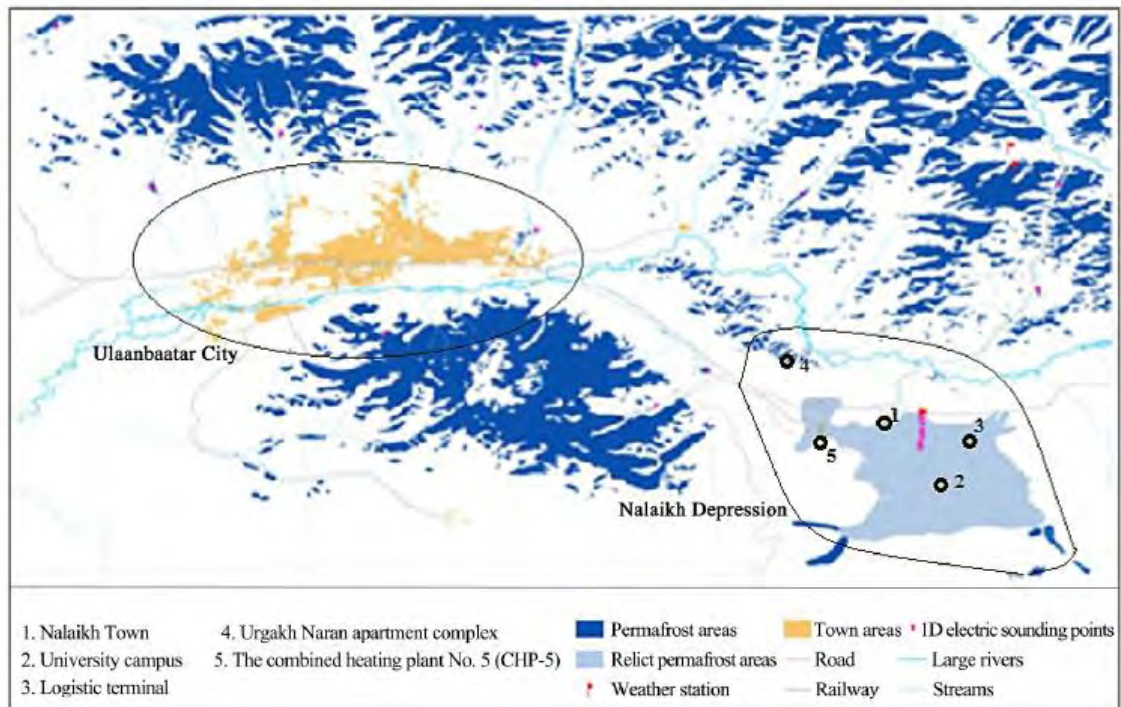 Ulaanbaatar City
4
1
3
5
2
Nalaikh Depression
1. Nalaikh Town
2. University campus
3. Logistic terminal
4. Urgakh Naran apartment complex
5. The combined heating plant No. 5 (CHP-5)
Permafrost areas
Relict permafrost areas
Weather station
Town areas
Road
Railway
1D electric sounding points
Large rivers
Streams